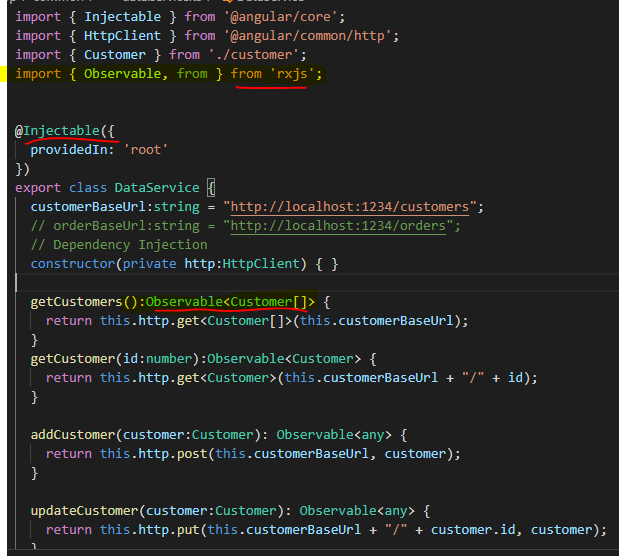 import { Injectable } from '@angular/core';
import { HttpClient } from '@angular/common/http';
import { Customer } from './customer';
import { Observable, from } from 'rxjs';
@Injectable({
providedIn: 'root'
})
export class DataService {
customerBaseUrl:string = "http://localhost:1234/customers";
// orderBaseUrl:string = "http://localhost:1234/orders";
// Dependency Injection
constructor(private http:HttpClient) { }
getCustomers():Observable<Customer[]> {
return this.http.get<Customer[]>(this.customerBaseUrl);
}
getCustomer(id:number):Observable<Customer> {
return this.http.get<Customer>(this.customerBaseUrl + "/" + id);
}
addCustomer(customer:Customer): Observable<any> {
return this.http.post(this.customerBaseUrl, customer);
}
updateCustomer(customer:Customer): Observable<any> {
return this.http.put(this.customerBaseUrl + "/" + customer.id, customer);
}